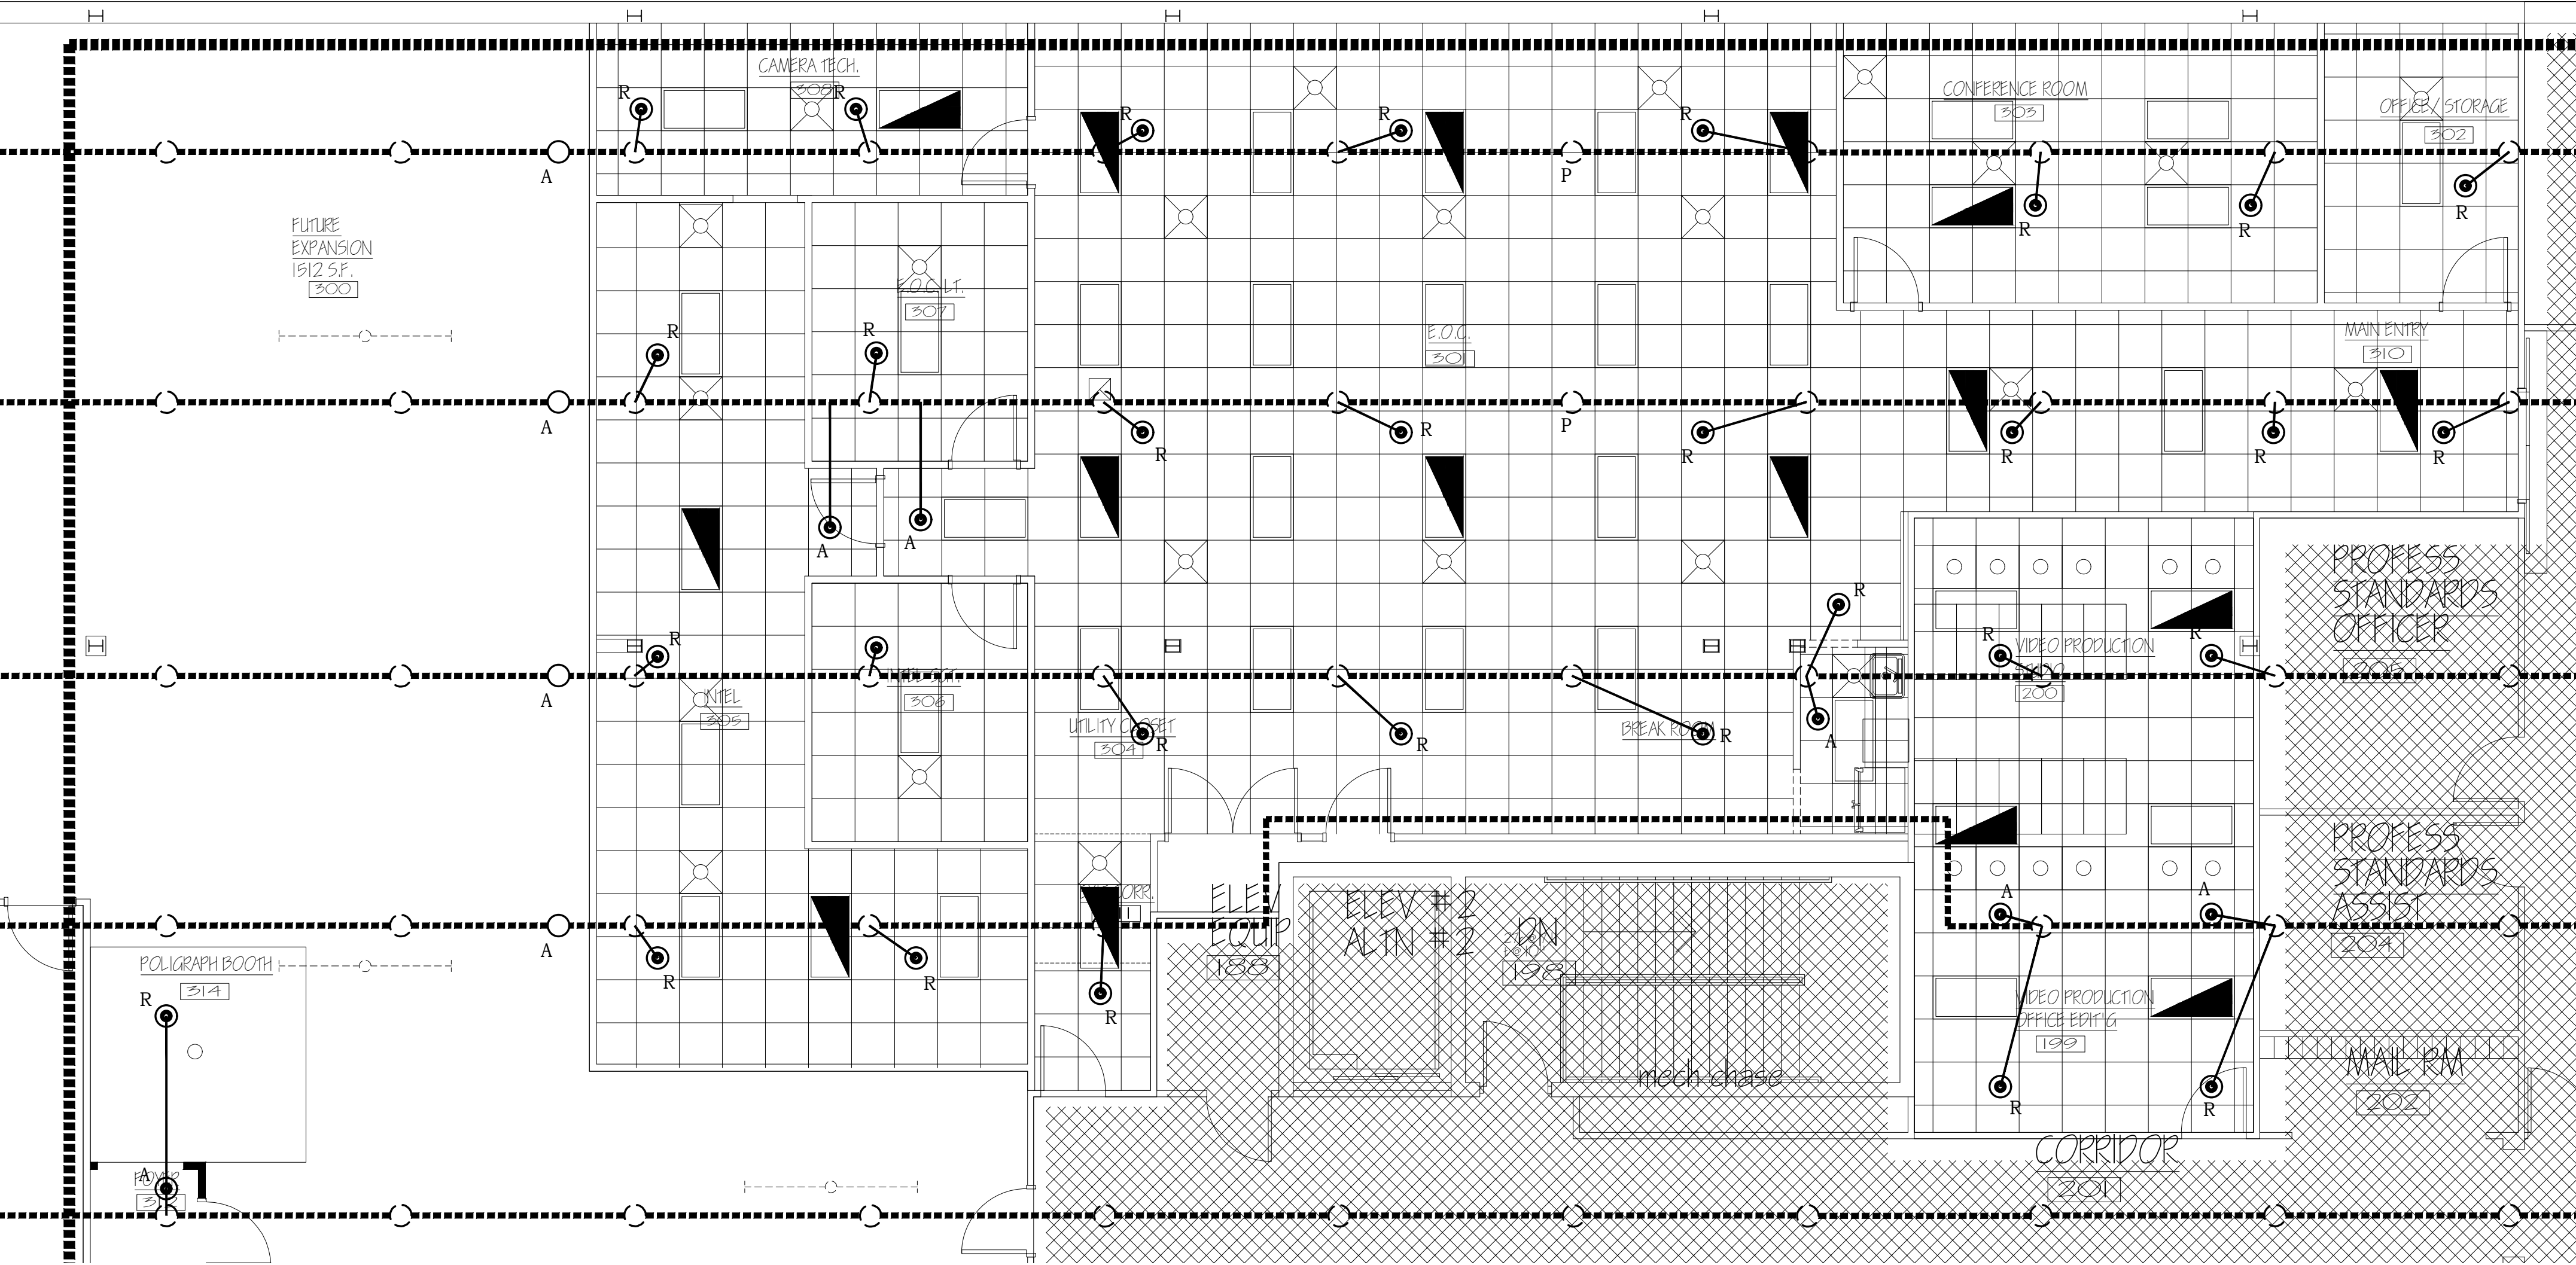 CAMERA TECH.
308
R
R
CONFERENCE ROOM
303
OFFICE / STORAGE
302
R
R
R
A
P
R
R
R
FUTURE
EXPANSION
1512 S.F.
300
E.O.C. LT.
307
R
R
E.O.C.
301
MAIN ENTRY
310
A
P
R
R
R
R
R
R
A
A
PROFESS
STANDARDS
OFFICER
205
R
R
R
R
VIDEO PRODUCTION
200
A
INTEL
305
306
UTILITY CLOSET
304
R
R
BREAK ROOM
R
A
PROFESS
STANDARDS
ASSIST
204
A
A
ELEV
EQUIP
188
ELEV #2
ALTN #2
DN
198
A
POLIGRAPH BOOTH
314
R
R
R
R
VIDEO PRODUCTION
OFFICE EDIT'G
199
MAIL RM
202
mech chase
R
R
CORRIDOR
201
A
FOYER